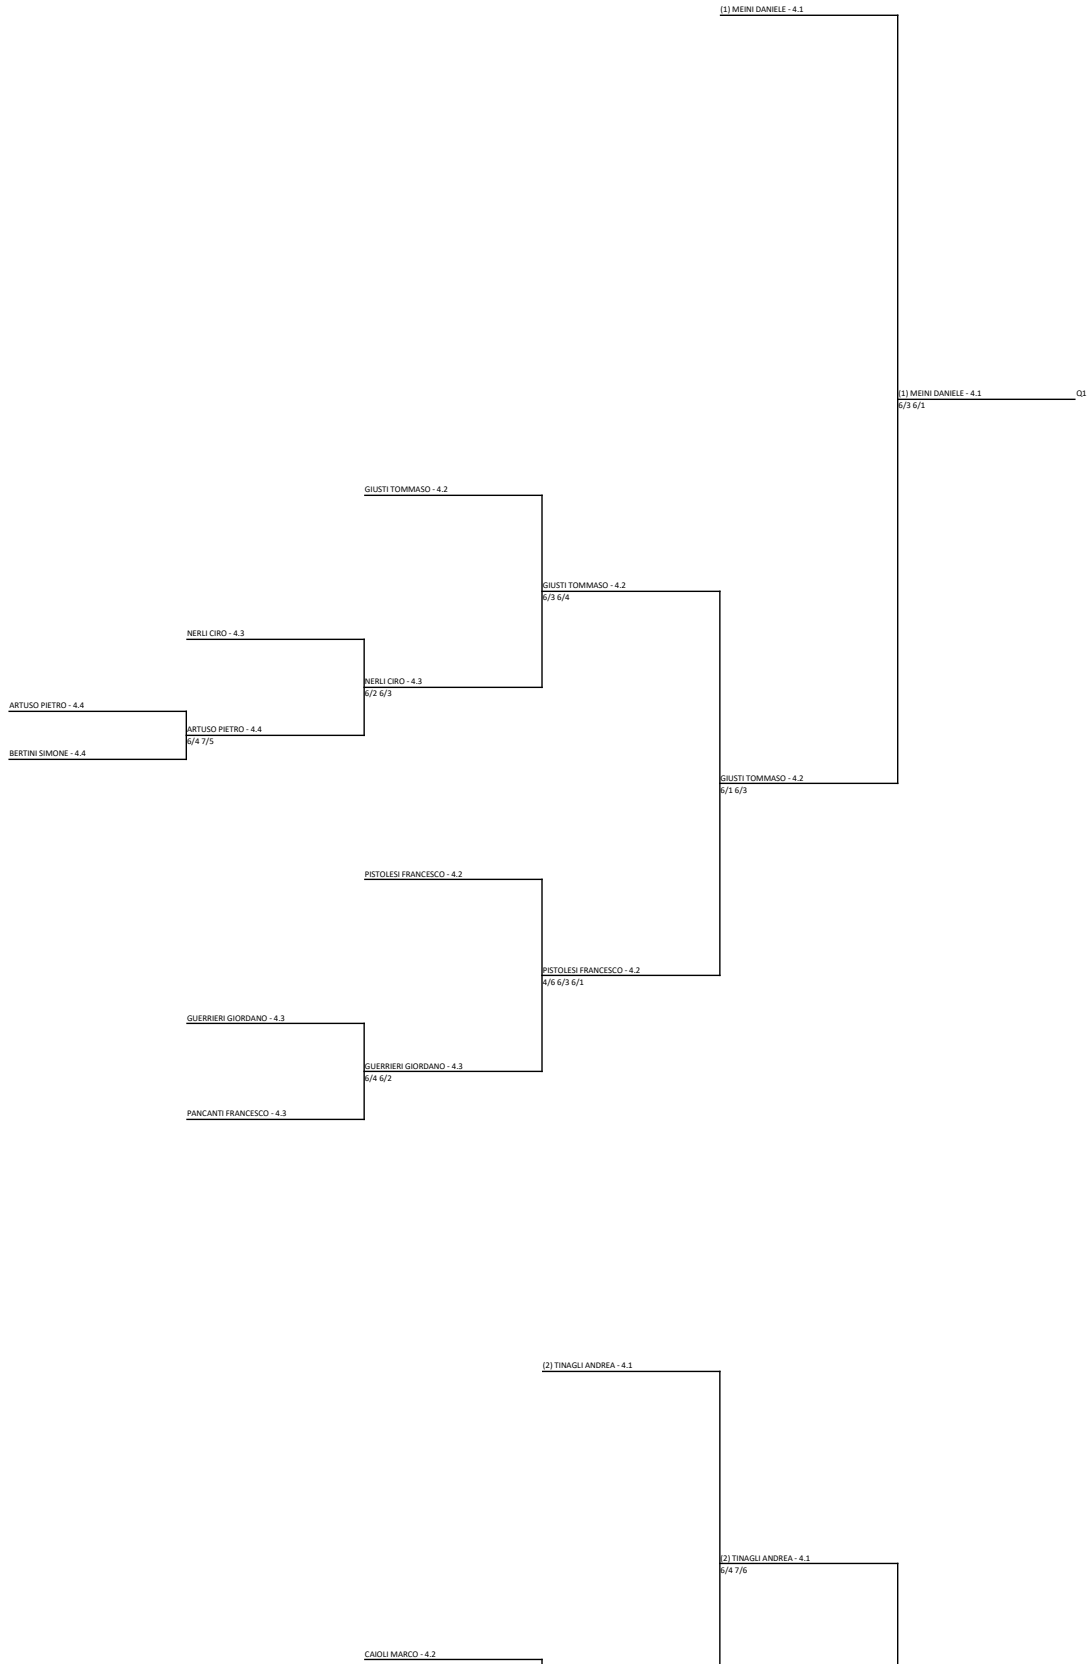 (1) MEINI DANIELE - 4.1
(1) MEINI DANIELE - 4.1
Q1
6/3 6/1
GIUSTI TOMMASO - 4.2
GIUSTI TOMMASO - 4.2
6/3 6/4
NERLI CIRO - 4.3
NERLI CIRO - 4.3
6/2 6/3
ARTUSO PIETRO - 4.4
ARTUSO PIETRO - 4.4
6/4 7/5
BERTINI SIMONE - 4.4
GIUSTI TOMMASO - 4.2
6/1 6/3
PISTOLESI FRANCESCO - 4.2
PISTOLESI FRANCESCO - 4.2
4/6 6/3 6/1
GUERRIERI GIORDANO - 4.3
GUERRIERI GIORDANO - 4.3
6/4 6/2
PANCANTI FRANCESCO - 4.3
(2) TINAGLI ANDREA - 4.1
(2) TINAGLI ANDREA - 4.1
6/4 7/6
CAIOLI MARCO - 4.2